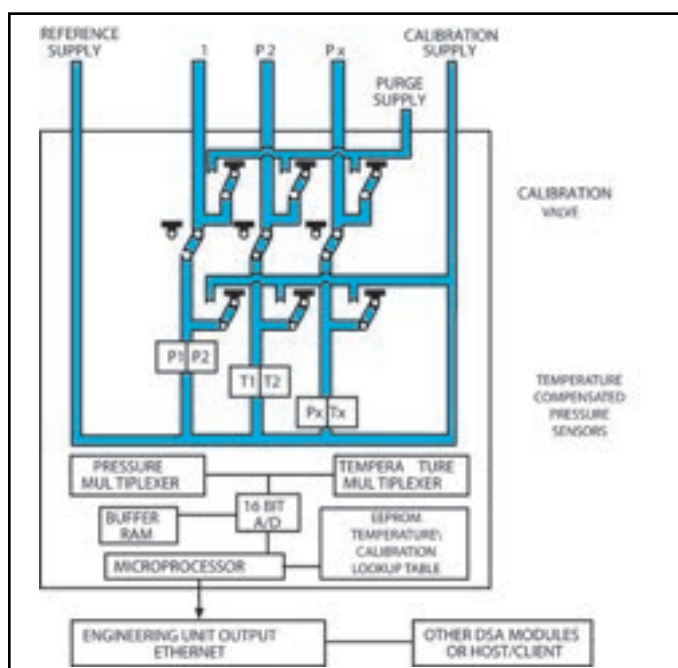 REFERENCE
SUPPLY
1
P 2
P x
CALIBRATION
SUPPLY
PURGE
SUPPLY
CALIBRATION
VALVE
P1 P2
T1 T2
Px Tx
TEMPERATURE
COMPENSATED
PRESSURE
SENSORS
PRESSURE
MUL TIPLEXER
TEMPERA TURE
MUL TIPLEXER
16 BIT
A/D
BUFFER
RAM
EEPROM
TEMPERATURE\
CALIBRATION
LOOKUP TABLE
MICROPROCESSOR
ENGINEERING UNIT OUTPUT
ETHERNET
OTHER DSA MODULES
OR HOST/CLIENT